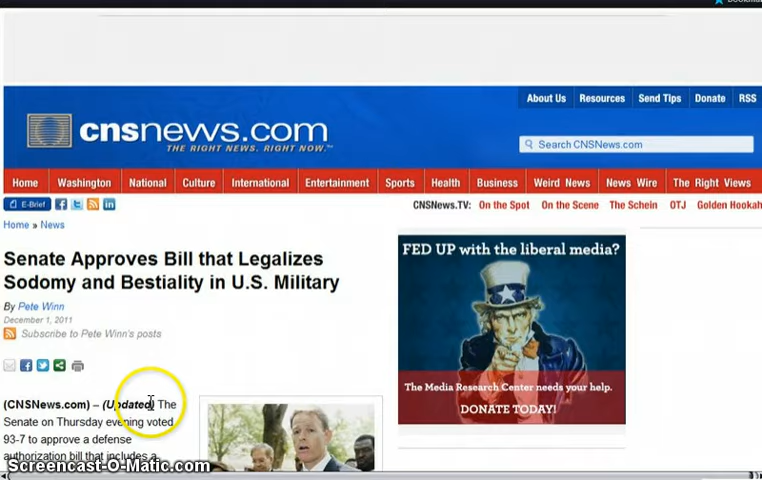 About Us Resources Send Tips Donate RSS
cnsnews.com
THE RIGHT NEWS. RIGHT NOW.
Search CNSNews.com
Home Washington National Culture International Entertainment Sports Health Business Weird News News Wire The Right Views
E-Brief
CNSNews.TV: On the Spot On the Scene The Schein OTJ Golden Hookah
Home » News
Senate Approves Bill that Legalizes
Sodomy and Bestiality in U.S. Military
By Pete Winn
December 1, 2011
Subscribe to Pete Winn's posts
(CNSNews.com) – (Updated) The
Senate on Thursday evening voted
93-7 to approve a defense
authorization bill that includes a
FED UP with the liberal media?
The Media Research Center needs your help.
DONATE TODAY!
Screencast-O-Matic.com